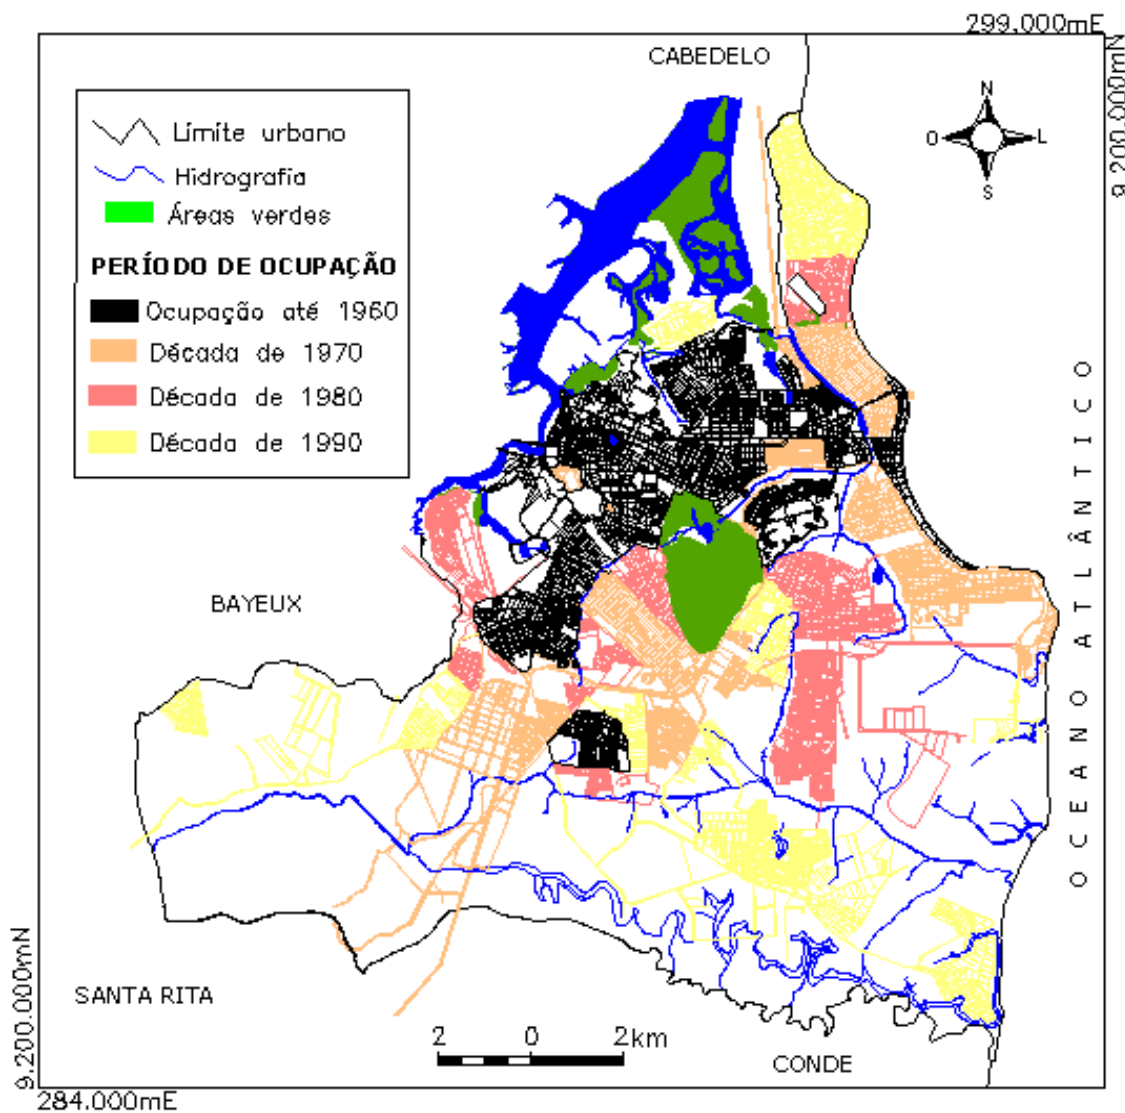 299.000mE
CABEDELO
9.200.000mN
Límite urbano
Hidrografia
Áreas verdes
PERÍODO DE OCUPAÇÃO
Ocupação até 1960
Década de 1970
Década de 1980
Década de 1990
N
O
L
S
OCEANO ATLÂNTICO
BAYEUX
SANTA RITA
CONDE
2 0 2km
9.200.000mN
284.000mE